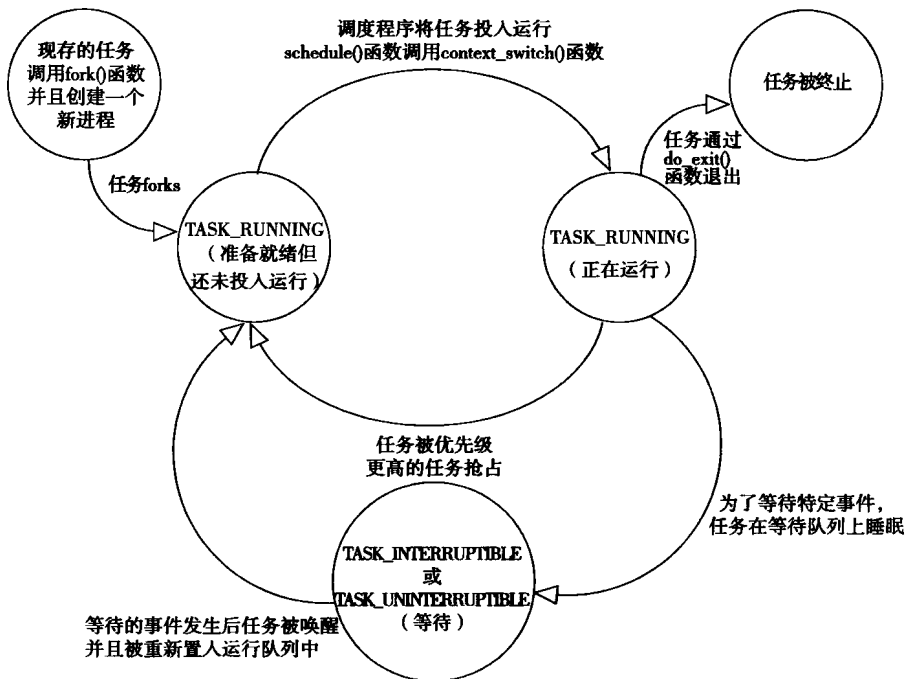 现存的任务
调用fork()函数
并且创建一个
新进程
调度程序将任务投入运行
schedule()函数调用context_switch()函数
任务被终止
任务通过
do_exit()
函数退出
任务forks
TASK_RUNNING
(准备就绪但
还未投入运行)
TASK_RUNNING
(正在运行)
任务被优先级
更高的任务抢占
为了等待特定事件,
任务在等待队列上睡眠
TASK_INTERRUPTIBLE
或
TASK_UNINTERRUPTIBLE
(等待)
等待的事件发生后任务被唤醒
并且被重新置人运行队列中